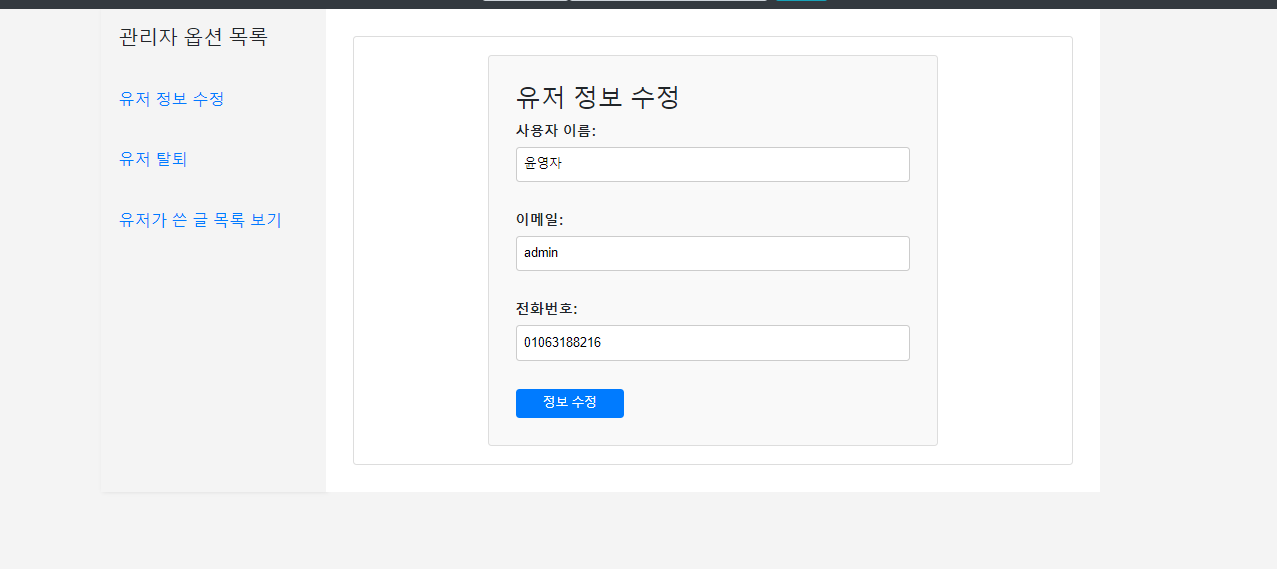 관리자 옵션 목록
유저 정보 수정
유저 탈퇴
유저가 쓴 글 목록 보기
유저 정보 수정
사용자 이름:
윤영자
이메일:
admin
전화번호:
01063188216
정보 수정